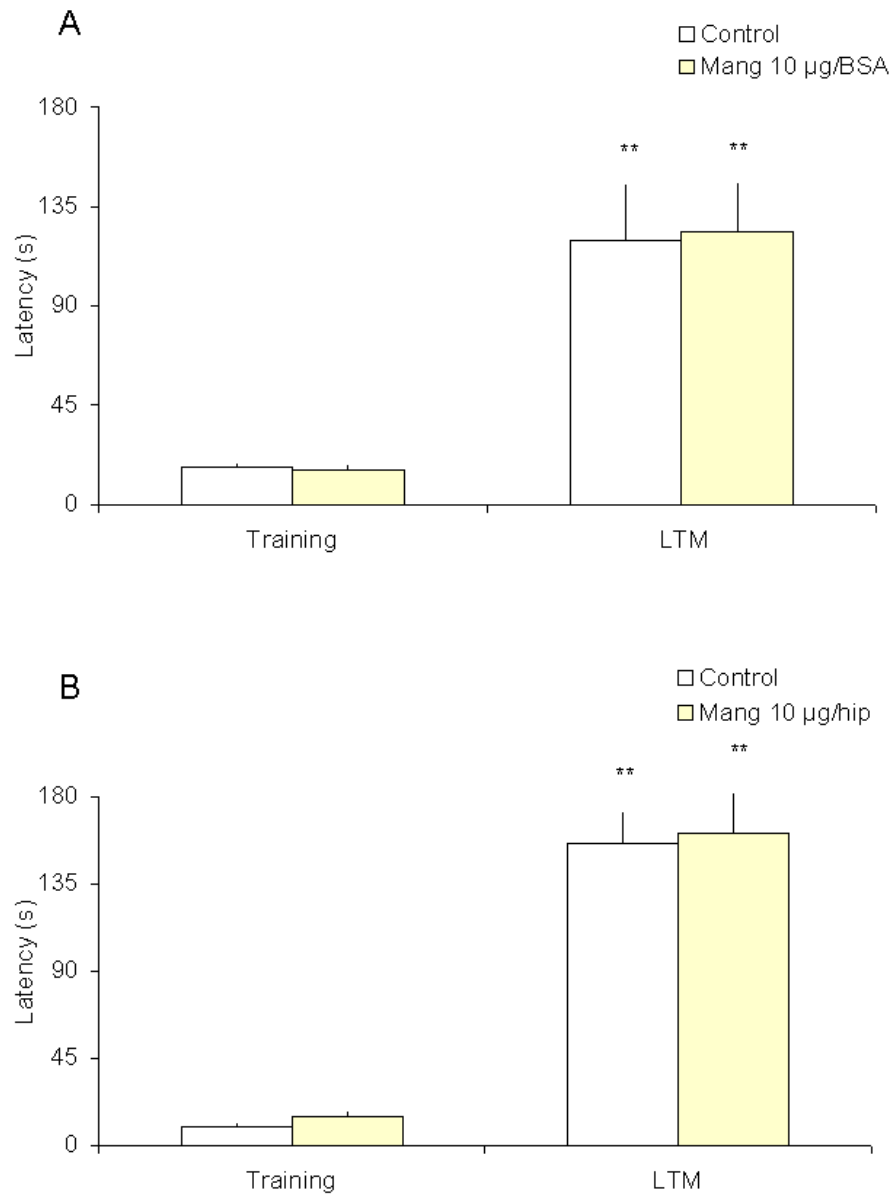 A
Control
Mang 10 µg/BSA
180
**
**
135
90
45
0
Latency (s)
Training
LTM
B
Control
Mang 10 µg/hip
**
**
180
135
90
45
0
Latency (s)
Training
LTM